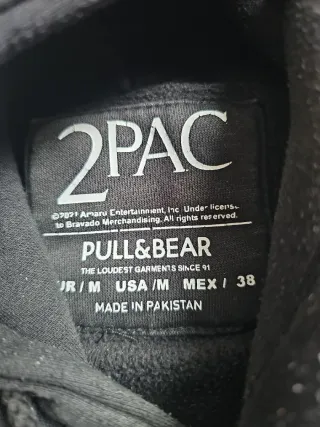 2PAC
©2021 Amaru Entertainment, Inc. Under license
to Bravado Merchandising. All rights reserved.
PULL&BEAR
THE LOUDEST GARMENTS SINCE 91
UR / M USA /M MEX / 38
MADE IN PAKISTAN